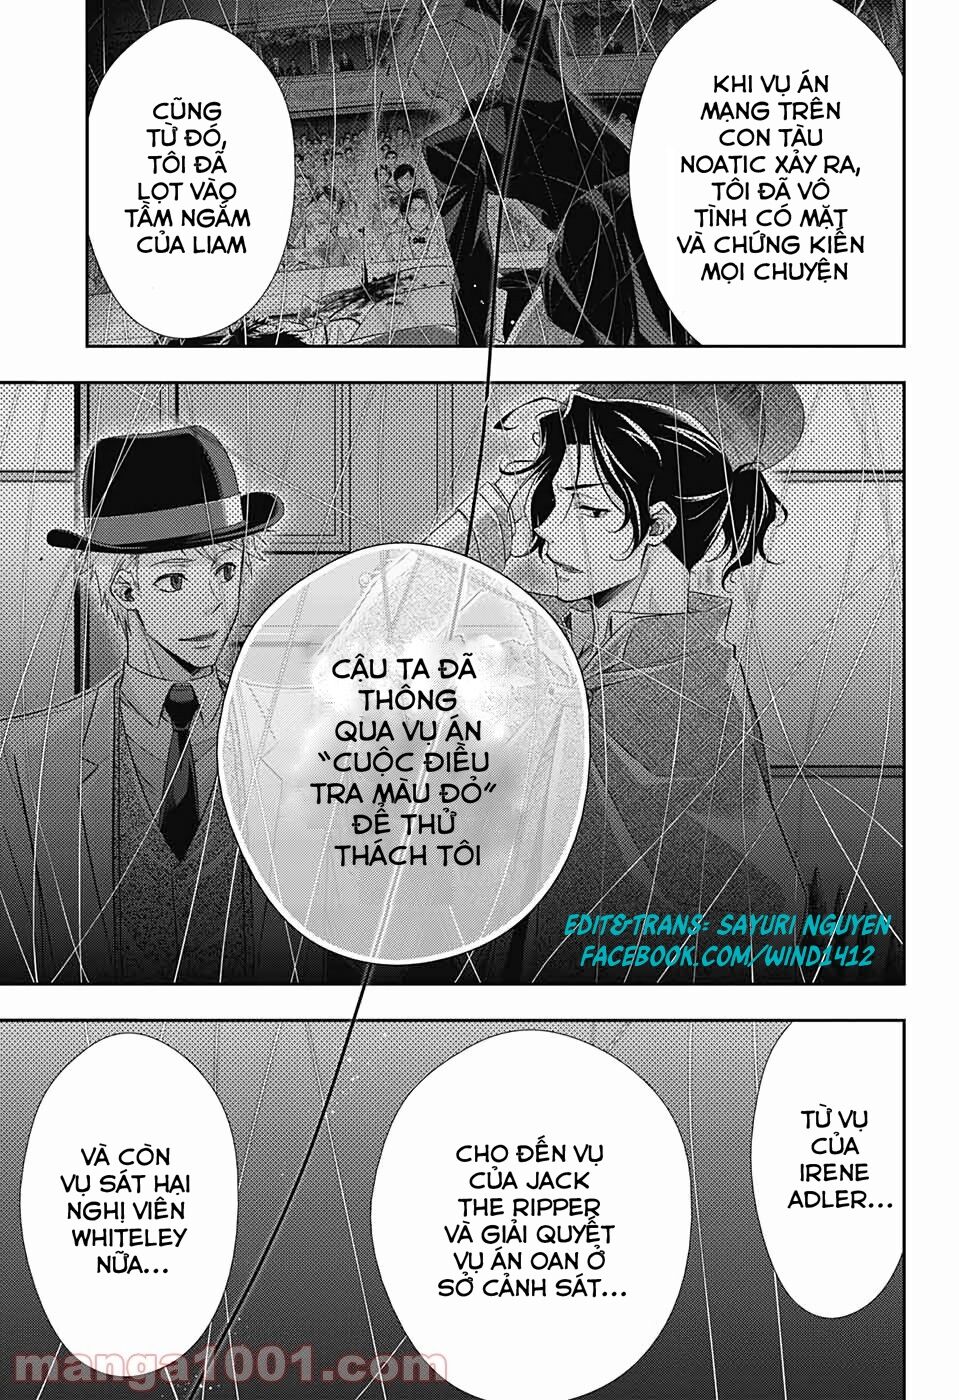 KHI VỤ ÁN
MẠNG TRÊN
CON TÀU
NOATIC XẢY RA,
TÔI ĐÃ VÔ
TÌNH CÓ MẶT
VÀ CHỨNG KIẾN
MỌI CHUYỆN
CŨNG
TỪ ĐÓ,
TÔI ĐÃ
LỌT VÀO
TẦM NGẮM
CỦA LIAM
CẬU TA ĐÃ
THÔNG
QUA VỤ ÁN
“CUỘC ĐIỀU
TRA MÀU ĐỎ”
ĐỂ THỬ
THÁCH TÔI
EDIT&TRANS: SAYURI NGUYEN
FACEBOOK.COM/WIND1412
TỪ VỤ
CỦA
IRENE
ADLER...
CHO ĐẾN VỤ
CỦA JACK
THE RIPPER
VÀ GIẢI QUYẾT
VỤ ÁN OAN Ở
SỞ CẢNH SÁT...
VÀ CÒN
VỤ SÁT HẠI
NGHỊ VIÊN
WHITELEY
NỮA...
manga1001.com